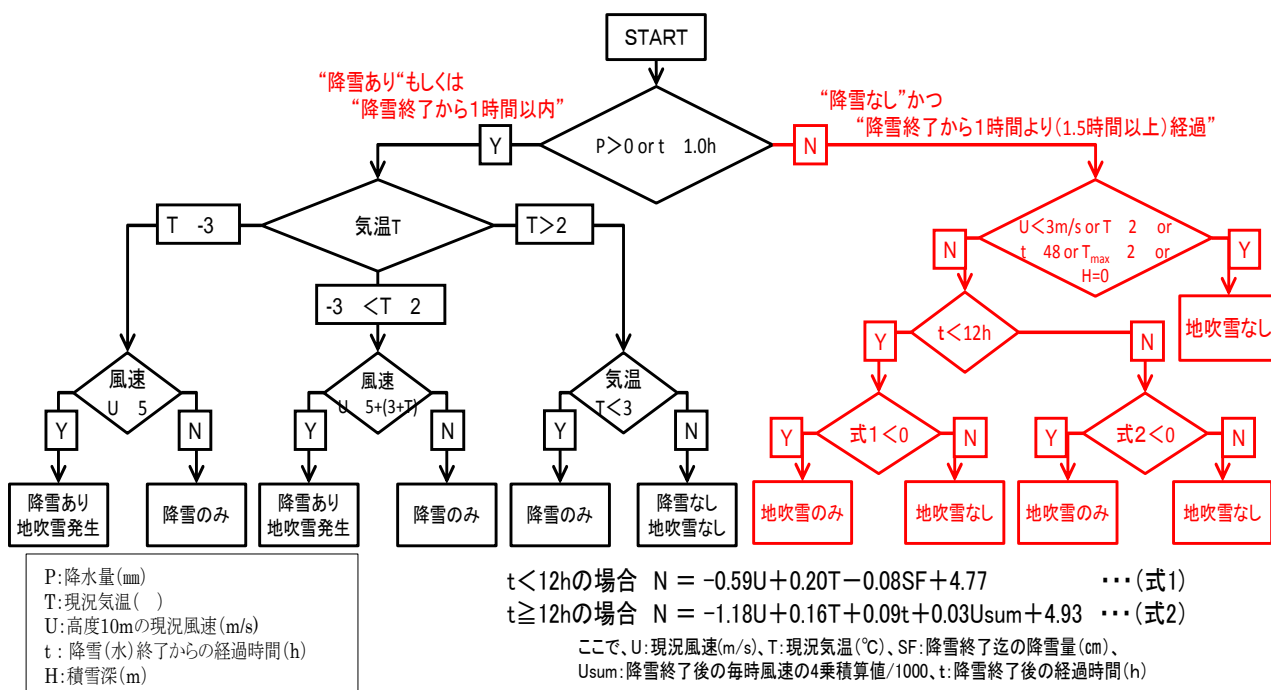 START
“降雪あり“もしくは
“降雪終了から1時間以内”
“降雪なし”かつ
“降雪終了から１時間より(1.5時間以上)経過”
P＞0 or t　1.0h
Y
N
気温T
T　-3
T＞2
-3　＜T　2
U＜3m/s or T　2　or
t　48 or Tmax　2　or
H=0
N
Y
地吹雪なし
t＜12h
Y
N
風速
U　5
風速
U　5+(3+T)
気温
T＜3
式１＜0
式２＜0
Y
N
Y
N
Y
N
Y
N
Y
N
降雪あり
地吹雪発生
降雪のみ
降雪あり
地吹雪発生
降雪のみ
降雪のみ
降雪なし
地吹雪なし
地吹雪のみ
地吹雪なし
地吹雪のみ
地吹雪なし
P:降水量(㎜)
T:現況気温(　)
U:高度10mの現況風速(m/s)
t：降雪(水)終了からの経過時間(h)
H:積雪深(m)
t＜12hの場合　N = -0.59U+0.20T-0.08SF+4.77　・・・(式1)
t≧12hの場合　N = -1.18U+0.16T+0.09t+0.03Usum+4.93　・・・(式2)
ここで、U:現況風速(m/s)、T:現況気温(℃)、SF:降雪終了迄の降雪量(㎝)、
Usum:降雪終了後の毎時風速の4乗積算値/1000、t:降雪終了後の経過時間(h)